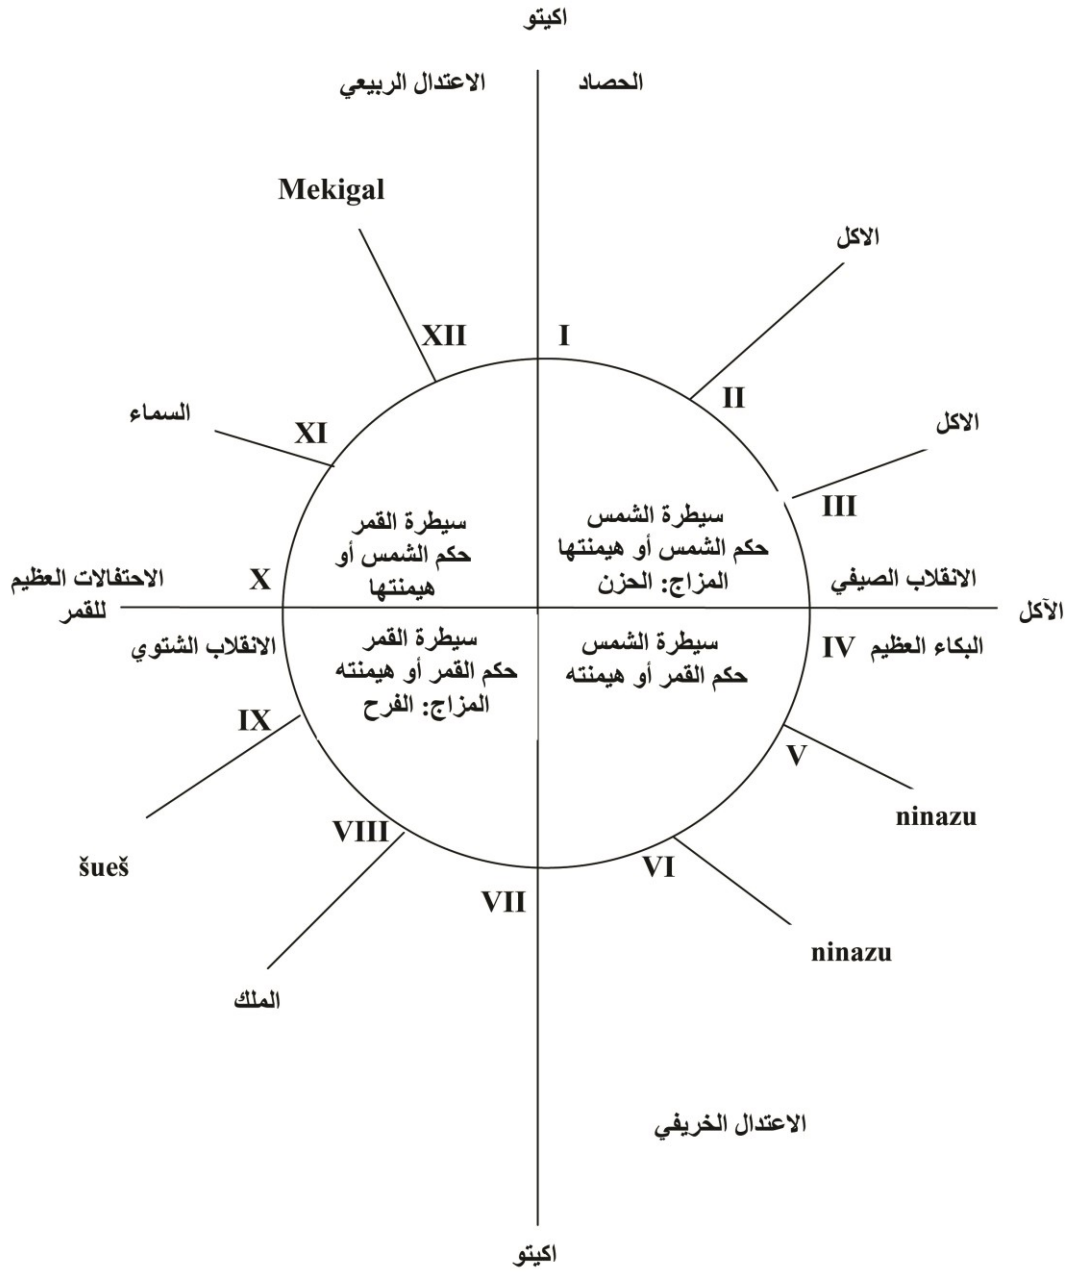 اكيتو
الاعتدال الربيعي
الحصاد
Mekigal
الاكل
XII
I
II
السماء
XI
الاكل
III
سيطرة القمر
حكم الشمس أو
هيمنتها
سيطرة الشمس
حكم الشمس أو هيمنتها
المزاج: الحزن
الاحتفالات العظيم
للقمر
X
الانقلاب الصيفي
الآكل
الانقلاب الشتوي
سيطرة القمر
حكم القمر أو هيمنته
المزاج: الفرح
سيطرة الشمس
حكم القمر أو هيمنته
IV
البكاء العظيم
IX
V
ninazu
šueš
VIII
VI
VII
ninazu
الملك
الاعتدال الخريفي
اكيتو